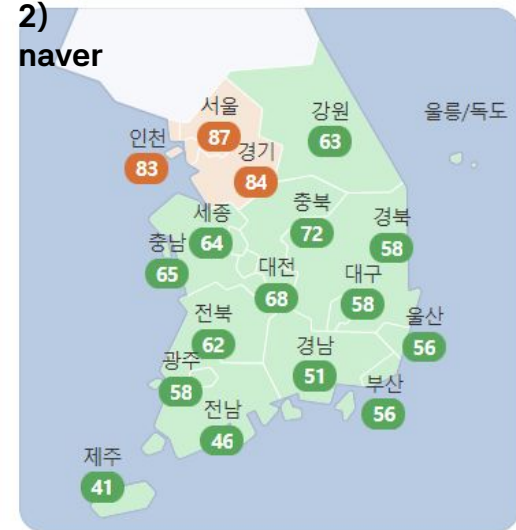 2)
naver
서울
87
강원
63
울릉/독도
인천
83
경기
84
충북
72
세종
64
경북
58
충남
65
대전
68
대구
58
전북
62
울산
56
경남
51
광주
58
부산
56
전남
46
제주
41